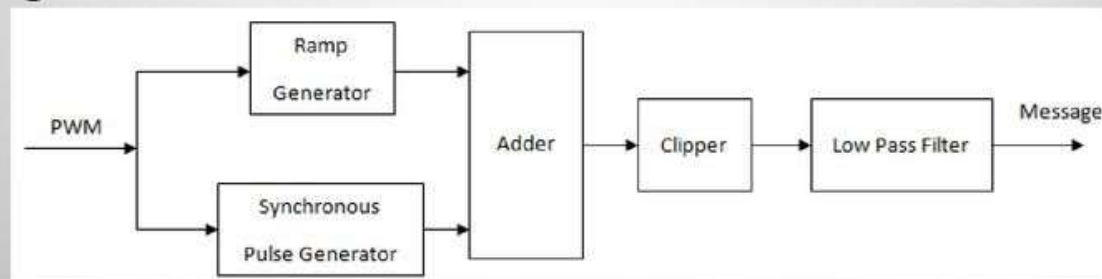 Ramp
Generator
PWM
Adder
Clipper
Low Pass Filter
Message
Synchronous
Pulse Generator